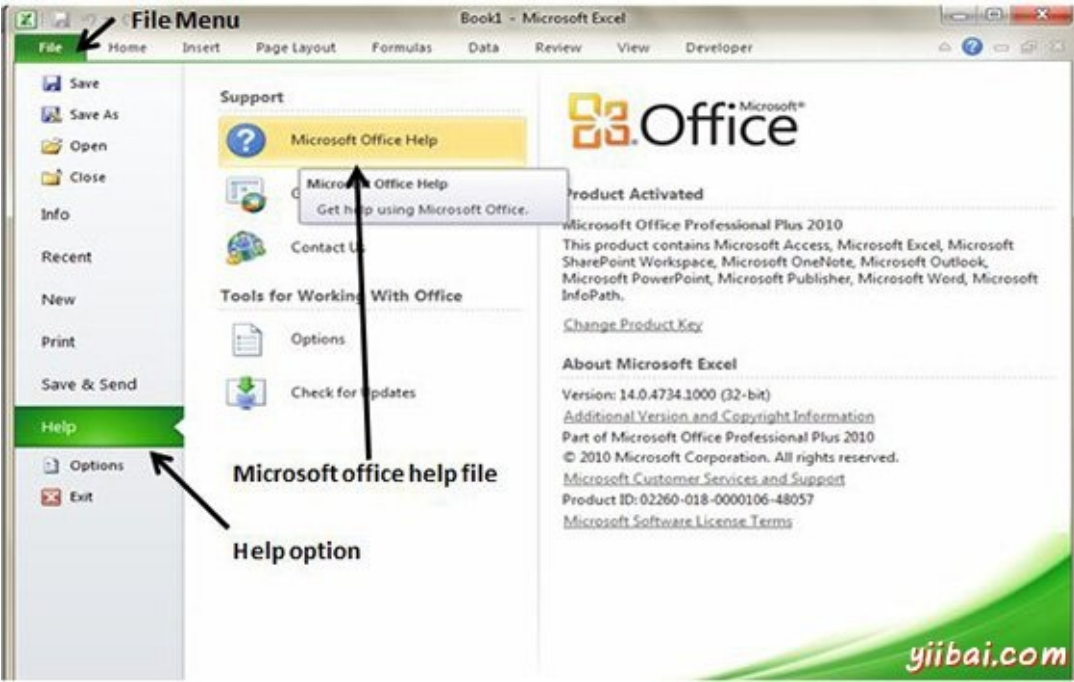 File Menu
Book1 - Microsoft Excel
File Home Insert Page Layout Formulas Data Review View Developer
Save
Save As
Open
Close
Info
Recent
New
Print
Save & Send
Help
Options
Exit
Support
Microsoft Office Help
Microsoft Office Help
Get help using Microsoft Office.
Contact Us
Tools for Working With Office
Options
Check for Updates
Microsoft office help file
Help option
Microsoft®
Office
Product Activated
Microsoft Office Professional Plus 2010
This product contains Microsoft Access, Microsoft Excel, Microsoft
SharePoint Workspace, Microsoft OneNote, Microsoft Outlook,
Microsoft PowerPoint, Microsoft Publisher, Microsoft Word, Microsoft
InfoPath.
Change Product Key
About Microsoft Excel
Version: 14.0.4734.1000 (32-bit)
Additional Version and Copyright Information
Part of Microsoft Office Professional Plus 2010
© 2010 Microsoft Corporation. All rights reserved.
Microsoft Customer Services and Support
Product ID: 02260-018-0000106-48057
Microsoft Software License Terms
yiibai.com